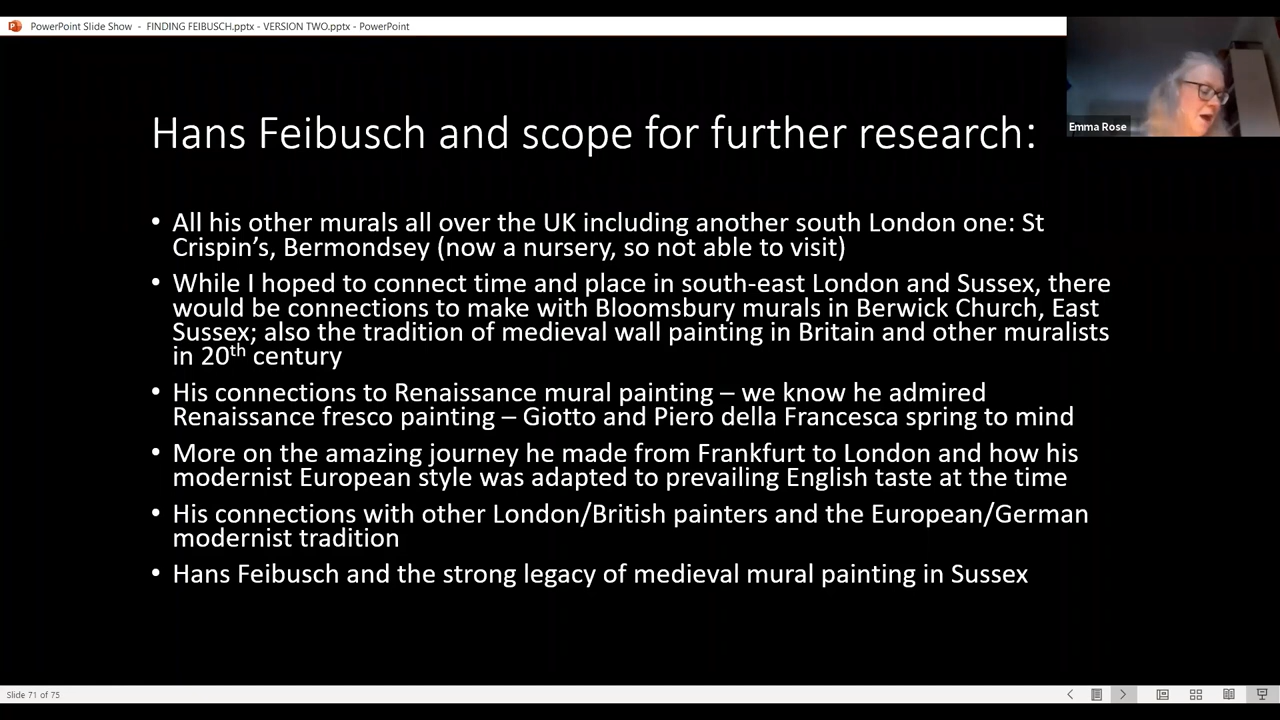 PowerPoint Slide Show - FINDING FEIBUSCH.pptx - VERSION TWO.pptx - PowerPoint
Emma Rose
Hans Feibusch and scope for further research:
• All his other murals all over the UK including another south London one: St
Crispin’s, Bermondsey (now a nursery, so not able to visit)
• While I hoped to connect time and place in south-east London and Sussex, there
would be connections to make with Bloomsbury murals in Berwick Church, East
Sussex; also the tradition of medieval wall painting in Britain and other muralists
in 20th century
• His connections to Renaissance mural painting – we know he admired
Renaissance fresco painting – Giotto and Piero della Francesca spring to mind
• More on the amazing journey he made from Frankfurt to London and how his
modernist European style was adapted to prevailing English taste at the time
• His connections with other London/British painters and the European/German
modernist tradition
• Hans Feibusch and the strong legacy of medieval mural painting in Sussex
Slide 71 of 75